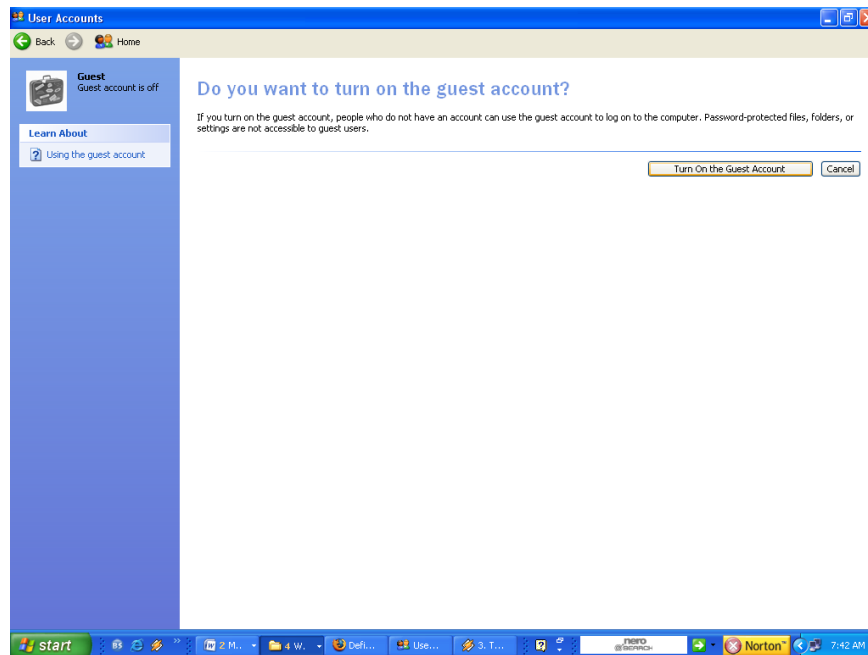 User Accounts
Back Home
Guest
Guest account is off
Learn About
Using the guest account
Do you want to turn on the guest account?
If you turn on the guest account, people who do not have an account can use the guest account to log on to the computer. Password-protected files, folders, or
settings are not accessible to guest users.
Turn On the Guest Account Cancel
start 2 M... 4 W. Defi... Use... 3. T... nero SEARCH Norton™ 7:42 AM